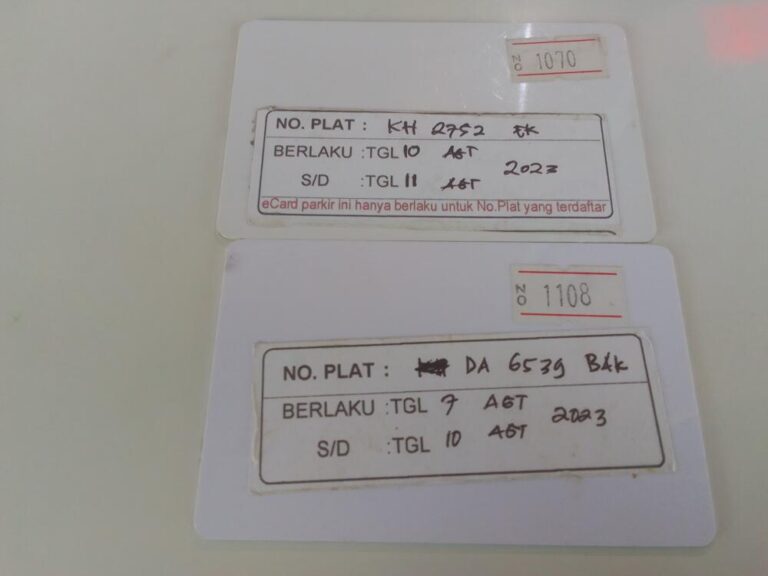 NO 1070
NO. PLAT : KH 2752 EK
BERLAKU :TGL 10 AGT 2023
S/D :TGL 11 AGT
eCard parkir ini hanya berlaku untuk No.Plat yang terdaftar
NO 1108
NO. PLAT : DA 6539 BAK
BERLAKU :TGL 7 AGT 2023
S/D :TGL 10 AGT